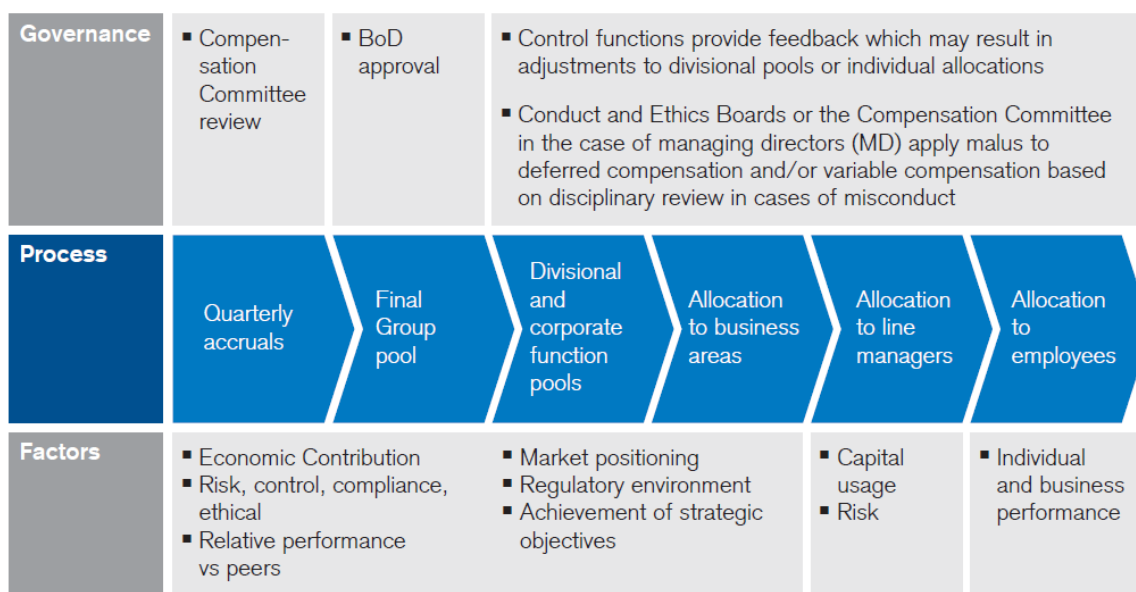 Governance
▪ Compen-
sation
Committee
review
▪ BoD
approval
▪ Control functions provide feedback which may result in
adjustments to divisional pools or individual allocations
▪ Conduct and Ethics Boards or the Compensation Committee
in the case of managing directors (MD) apply malus to
deferred compensation and/or variable compensation based
on disciplinary review in cases of misconduct
Process
Quarterly
accruals
Final
Group
pool
Divisional
and
corporate
function
pools
Allocation
to business
areas
Allocation
to line
managers
Allocation
to
employees
Factors
▪ Economic Contribution
▪ Risk, control, compliance,
ethical
▪ Relative performance
vs peers
▪ Market positioning
▪ Regulatory environment
▪ Achievement of strategic
objectives
▪ Capital
usage
▪ Risk
▪ Individual
and business
performance